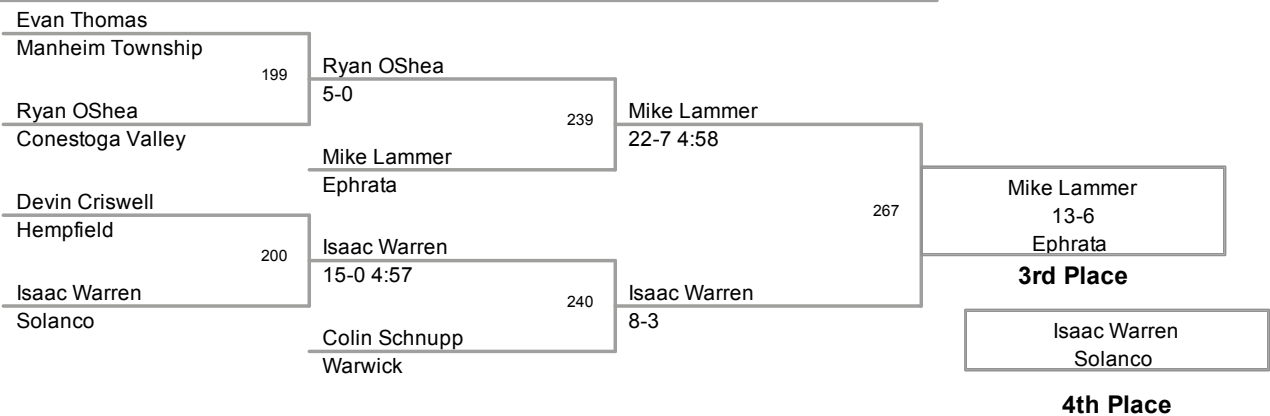 Evan Thomas
Manheim Township
199
Ryan OShea
5-0
Ryan OShea
Conestoga Valley
239
Mike Lammer
22-7 4:58
Mike Lammer
Ephrata
Devin Criswell
Hempfield
267
Mike Lammer
13-6
Ephrata
3rd Place
200
Isaac Warren
15-0 4:57
Isaac Warren
Solanco
240
Isaac Warren
8-3
Colin Schnupp
Warwick
Isaac Warren
Solanco
4th Place